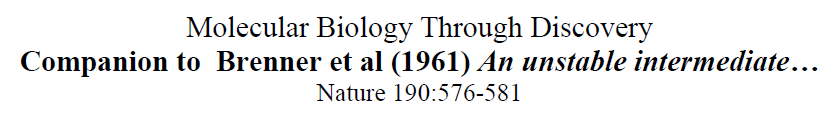 Molecular Biology Through Discovery
Companion to Brenner et al (1961) An unstable intermediate…
Nature 190:576-581